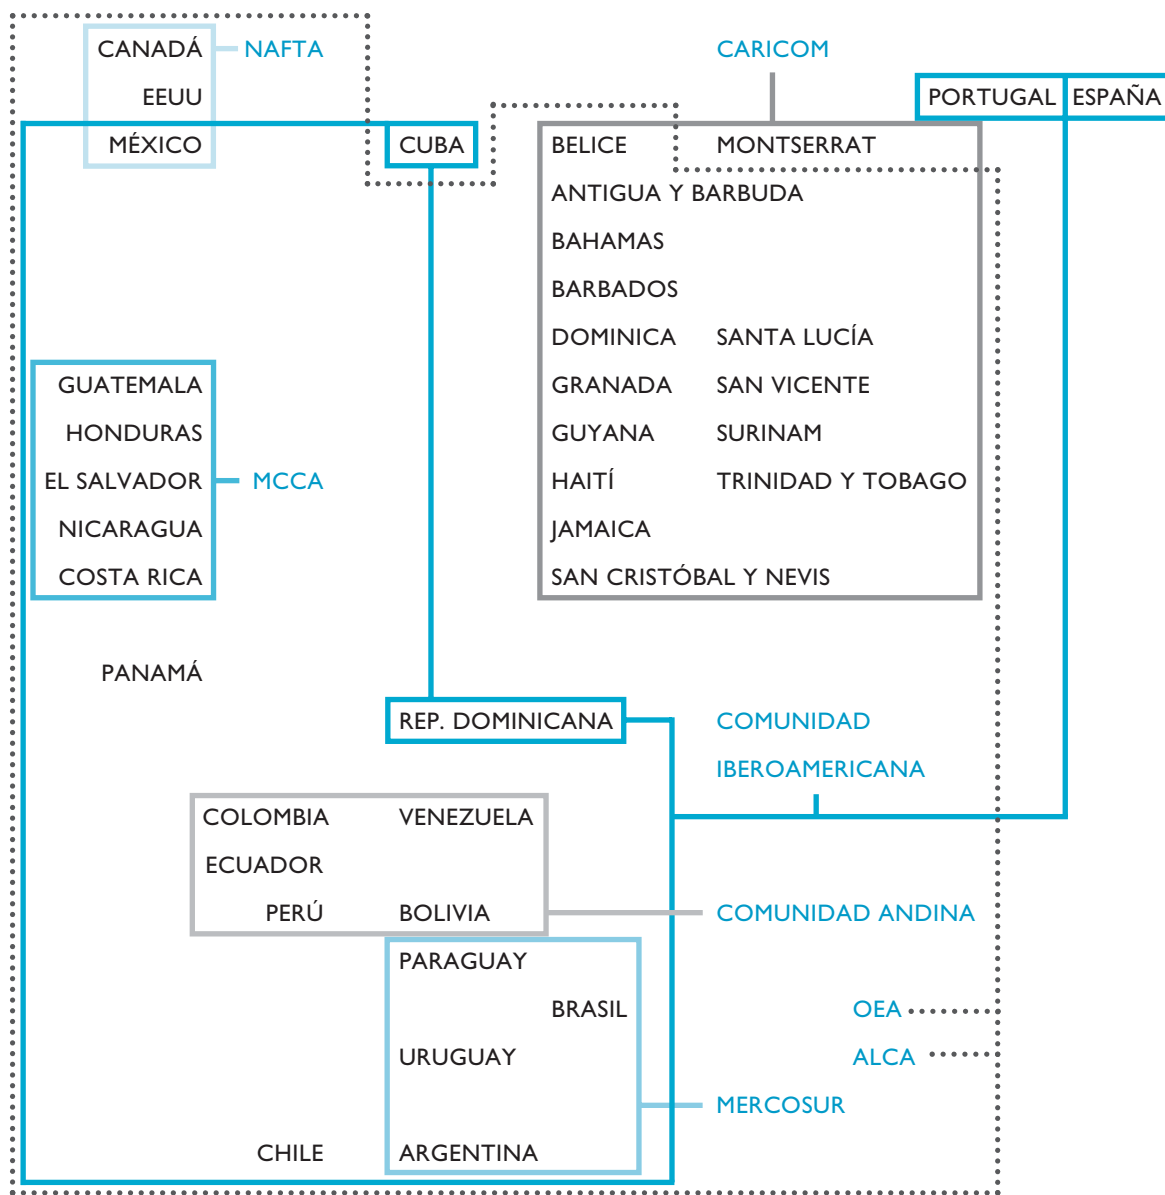 CANADÁ NAFTA CARICOM
EEUU PORTUGAL ESPAÑA
MÉXICO CUBA BELICE MONTSERRAT
ANTIGUA Y BARBUDA
BAHAMAS
BARBADOS
DOMINICA SANTA LUCÍA
GUATEMALA GRANADA SAN VICENTE
HONDURAS GUYANA SURINAM
EL SALVADOR MCCA HAITÍ TRINIDAD Y TOBAGO
NICARAGUA JAMAICA
COSTA RICA SAN CRISTÓBAL Y NEVIS
PANAMÁ
REP. DOMINICANA COMUNIDAD
IBEROAMERICANA
COLOMBIA VENEZUELA
ECUADOR
PERÚ BOLIVIA COMUNIDAD ANDINA
PARAGUAY
BRASIL OEA
URUGUAY ALCA
MERCOSUR
CHILE ARGENTINA